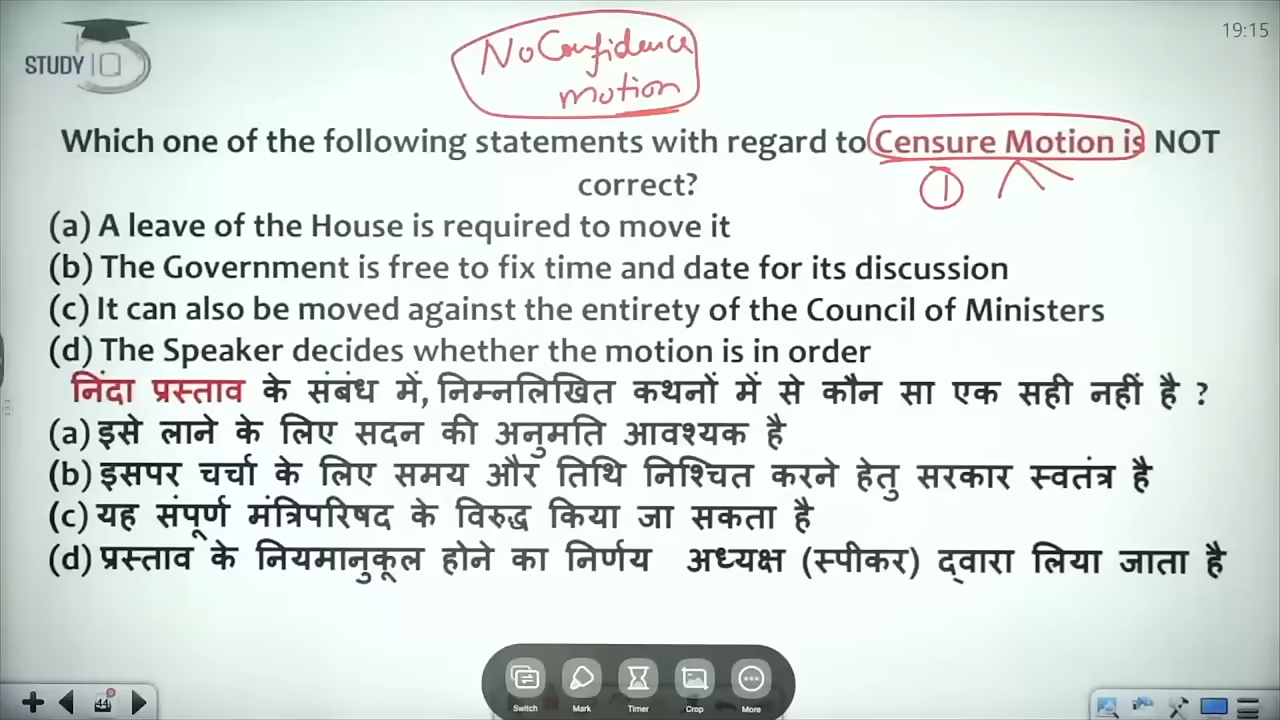 STUDY IQ
No Confidence
motion
19:15
Which one of the following statements with regard to Censure Motion is NOT
correct?
1
(a) A leave of the House is required to move it
(b) The Government is free to fix time and date for its discussion
(c) It can also be moved against the entirety of the Council of Ministers
(d) The Speaker decides whether the motion is in order
निंदा प्रस्ताव के संबंध में, निम्नलिखित कथनों में से कौन सा एक सही नहीं है ?
(a) इसे लाने के लिए सदन की अनुमति आवश्यक है
(b) इसपर चर्चा के लिए समय और तिथि निश्चित करने हेतु सरकार स्वतंत्र है
(c) यह संपूर्ण मंत्रिपरिषद के विरुद्ध किया जा सकता है
(d) प्रस्ताव के नियमानुकूल होने का निर्णय अध्यक्ष (स्पीकर) द्वारा लिया जाता है
Switch Mark Timer Crop More
44